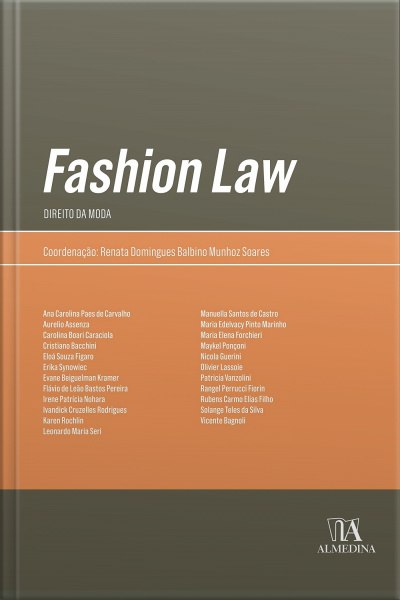 Fashion Law
DIREITO DA MODA
Coordenação: Renata Domingues Balbino Munhoz Soares
Ana Carolina Paes de Carvalho
Aurelio Assenza
Carolina Boari Caraciola
Cristiano Bacchini
Eloá Souza Figaro
Erika Synowiec
Evane Beiguelman Kramer
Flávio de Leão Bastos Pereira
Irene Patrícia Nohara
Ivandick Cruzelles Rodrigues
Karen Rochlin
Leonardo Maria Seri
Manuella Santos de Castro
Maria Edelvacy Pinto Marinho
Maria Elena Forchieri
Maykel Ponçoni
Nicola Guerini
Olivier Lassoie
Patrícia Vanzolini
Rangel Perrucci Fiorin
Rubens Carmo Elias Filho
Solange Teles da Silva
Vicente Bagnoli
ALMEDINA